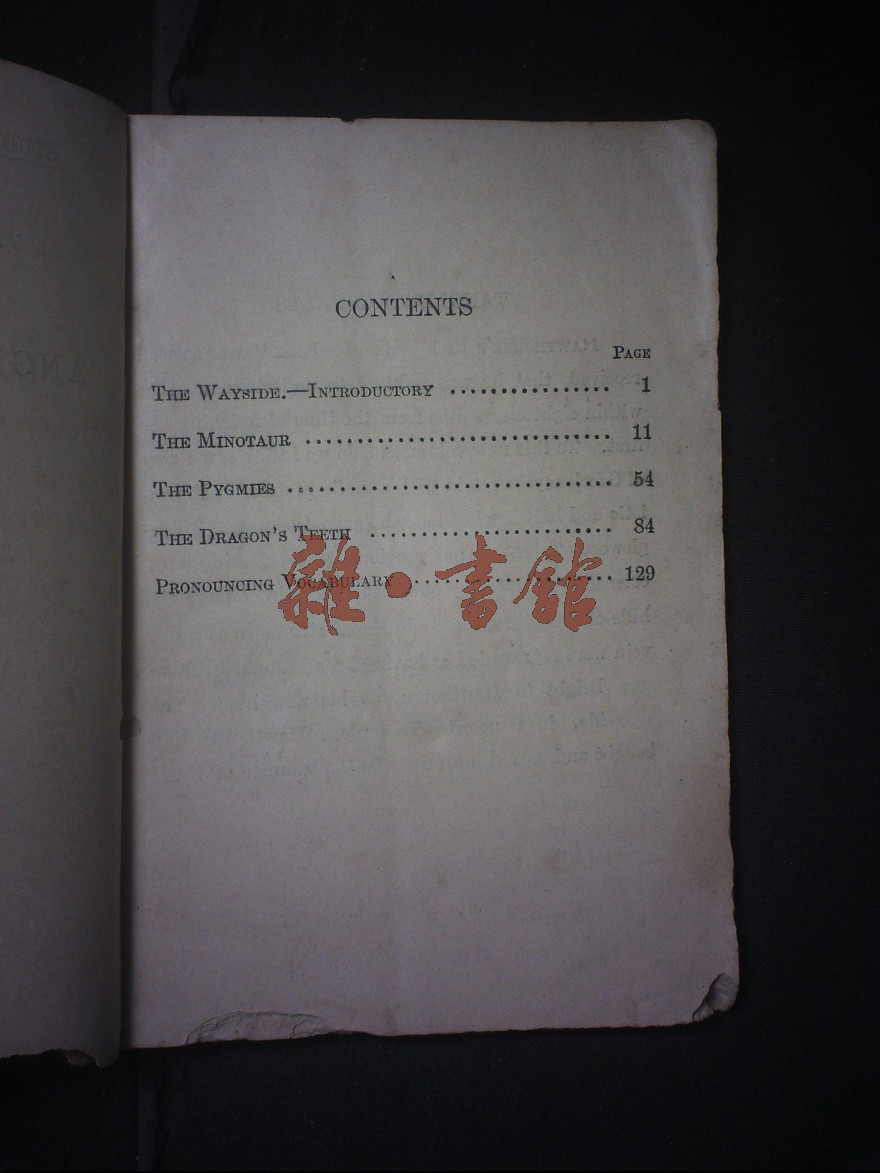 CONTENTS
PAGE
THE WAYSIDE.—INTRODUCTORY ................ 1
THE MINOTAUR ............................... 11
THE PYGMIES ................................ 54
THE DRAGON'S TEETH ........................ 84
PRONOUNCING VOCABULARY .................... 129
雜·書館